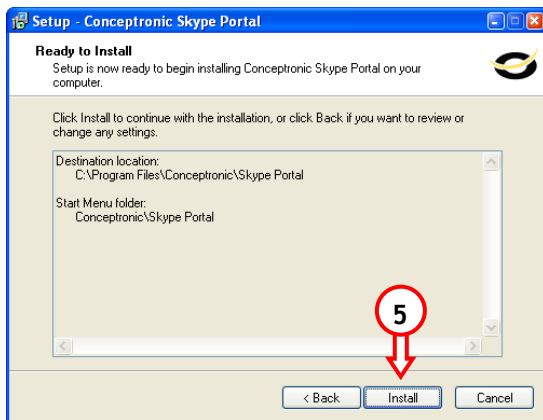 Setup - Conceptronic Skype Portal
Ready to Install
Setup is now ready to begin installing Conceptronic Skype Portal on your
computer.
Click Install to continue with the installation, or click Back if you want to review or
change any settings.
Destination location:
C:\Program Files\Conceptronic\Skype Portal
Start Menu folder:
Conceptronic\Skype Portal
5
< Back Install Cancel